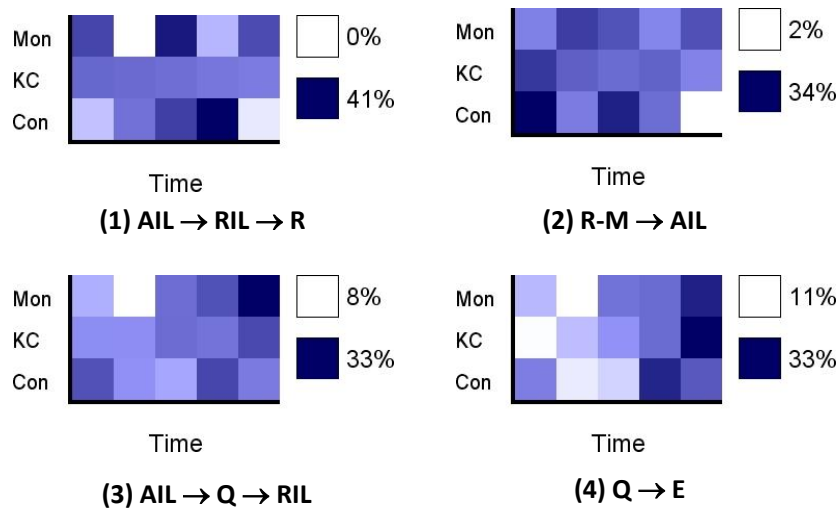 Mon
KC
Con
0%
41%
Time
(1) AIL → RIL → R
Mon
KC
Con
2%
34%
Time
(2) R-M → AIL
Mon
KC
Con
8%
33%
Time
(3) AIL → Q → RIL
Mon
KC
Con
11%
33%
Time
(4) Q → E